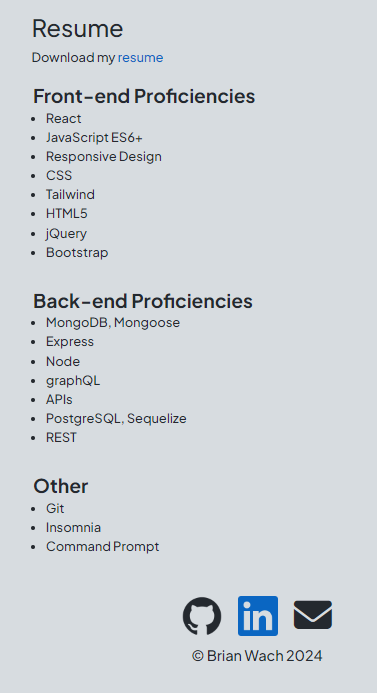 Resume
Download my resume
Front-end Proficiencies
React
JavaScript ES6+
Responsive Design
CSS
Tailwind
HTML5
jQuery
Bootstrap
Back-end Proficiencies
MongoDB, Mongoose
Express
Node
graphQL
APIs
PostgreSQL, Sequelize
REST
Other
Git
Insomnia
Command Prompt
in
© Brian Wach 2024